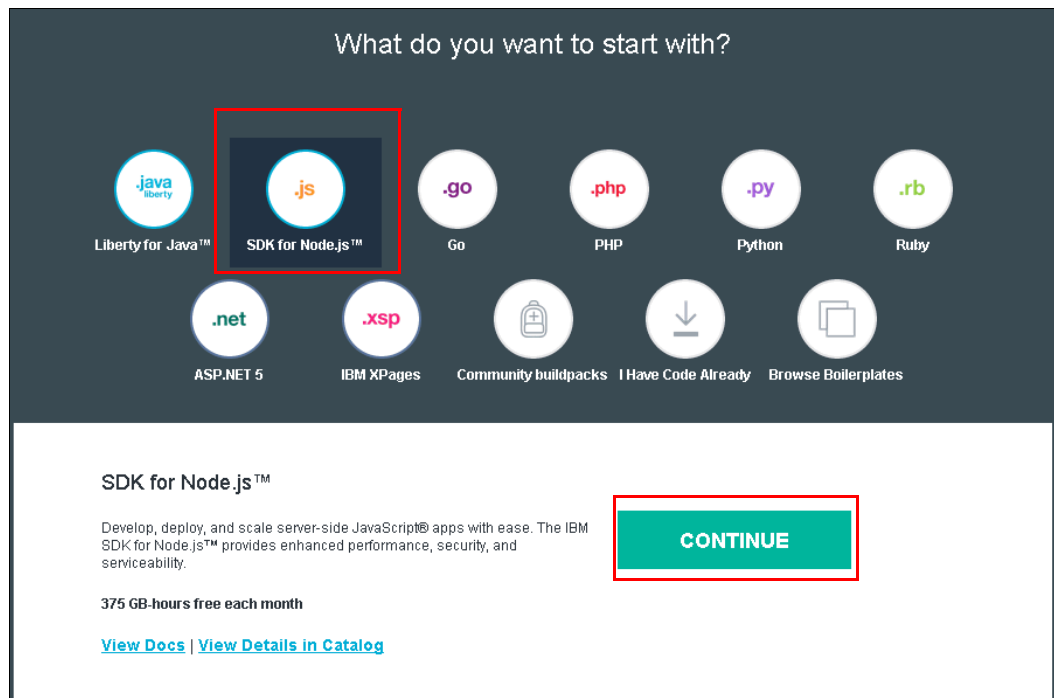 What do you want to start with?
.java
liberty
.js
.go
.php
.py
.rb
Liberty for Java™
SDK for Node.js™
Go
PHP
Python
Ruby
.net
.xsp
ASP.NET 5
IBM XPages
Community buildpacks
I Have Code Already
Browse Boilerplates
SDK for Node.js™
Develop, deploy, and scale server-side JavaScript® apps with ease. The IBM
SDK for Node.js™ provides enhanced performance, security, and
serviceability.
CONTINUE
375 GB-hours free each month
View Docs | View Details in Catalog